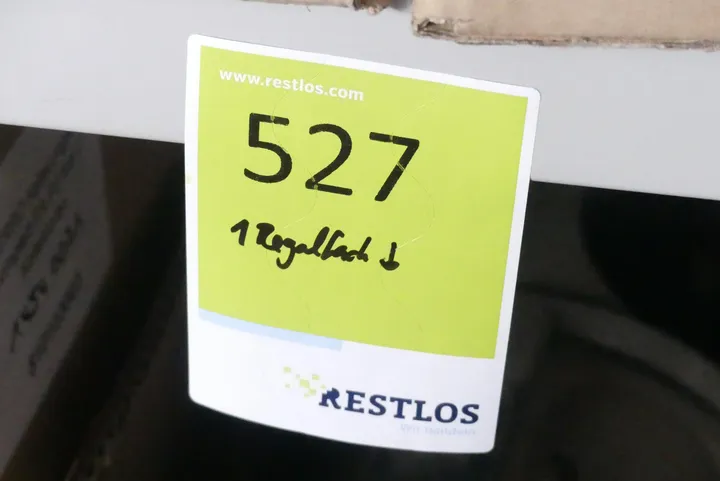 www.restlos.com
527
1 Regalfach ↓
RESTLOS